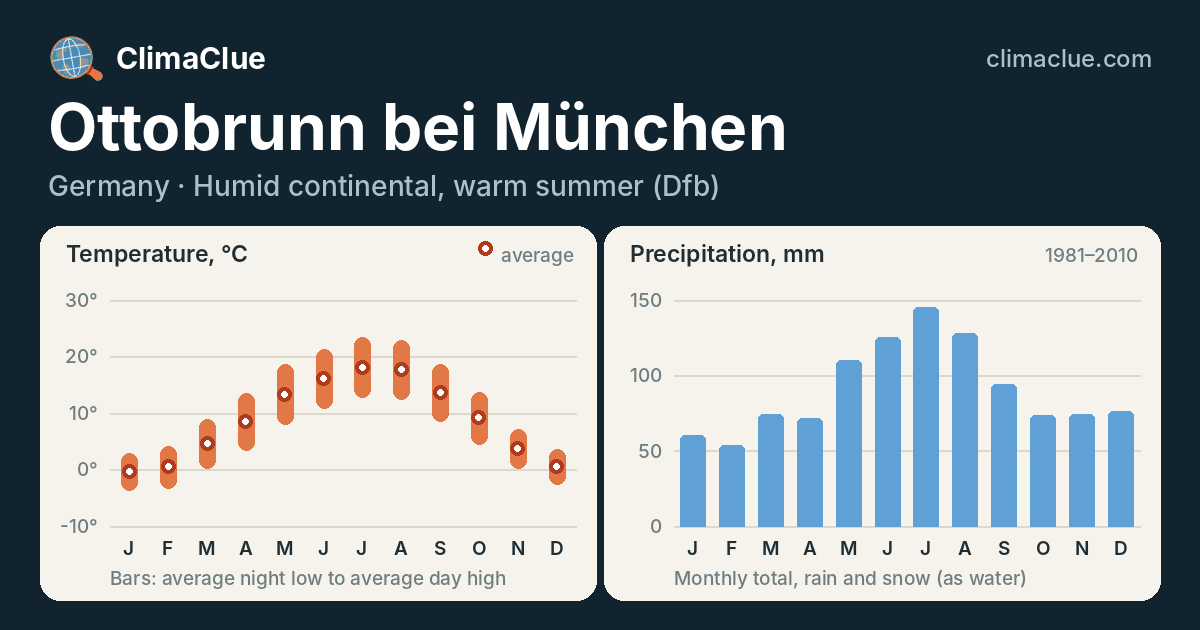 ClimaClue
climaclue.com
Ottobrunn bei München
Germany · Humid continental, warm summer (Dfb)
Temperature, °C
average
30°
20°
10°
0°
-10°
J F M A M J J A S O N D
Bars: average night low to average day high
Precipitation, mm
1981–2010
150
100
50
0
J F M A M J J A S O N D
Monthly total, rain and snow (as water)